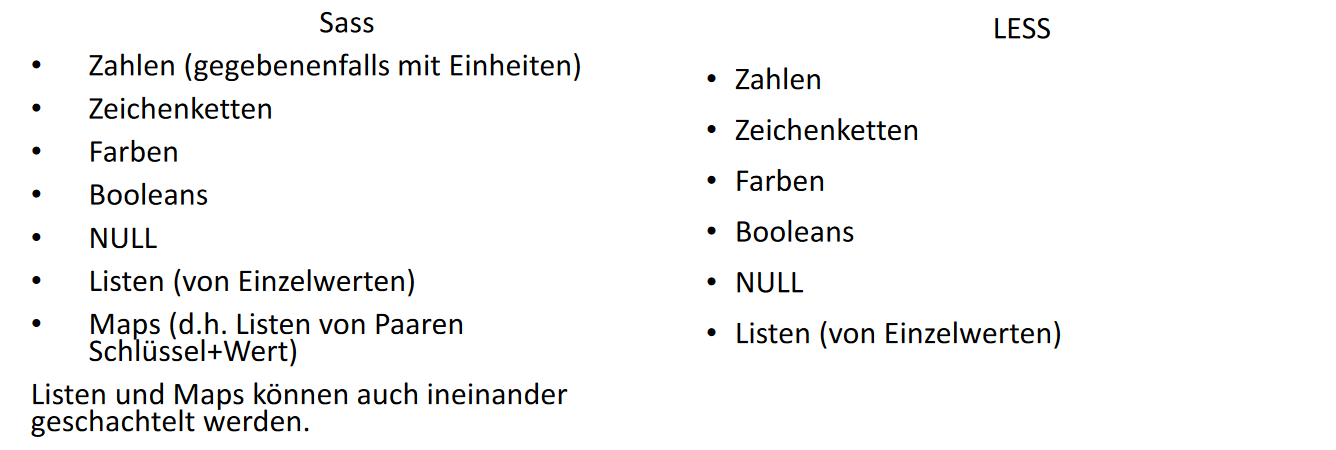 Sass
• Zahlen (gegebenenfalls mit Einheiten)
• Zeichenketten
• Farben
• Booleans
• NULL
• Listen (von Einzelwerten)
• Maps (d.h. Listen von Paaren
Schlüssel+Wert)
Listen und Maps können auch ineinander
geschachtelt werden.
LESS
• Zahlen
• Zeichenketten
• Farben
• Booleans
• NULL
• Listen (von Einzelwerten)